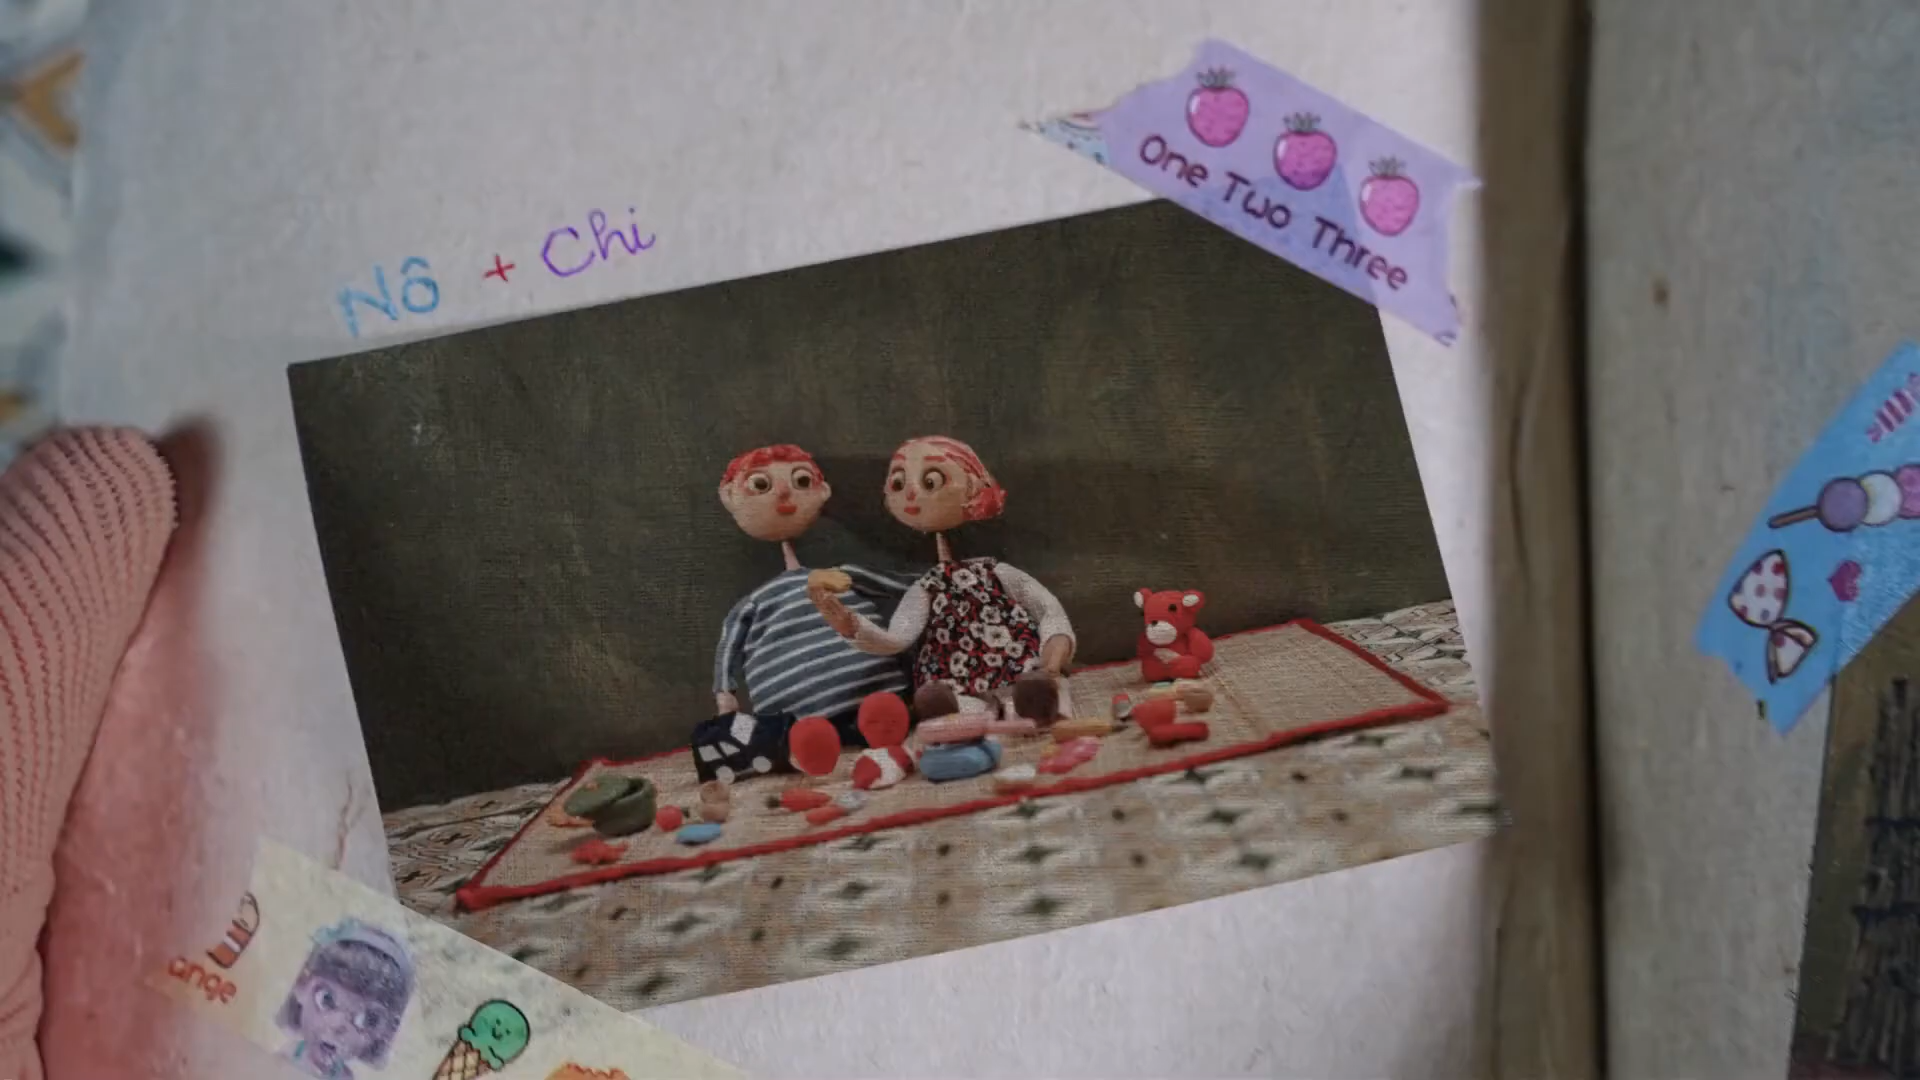 One Two Three
Nô + Chi
ange